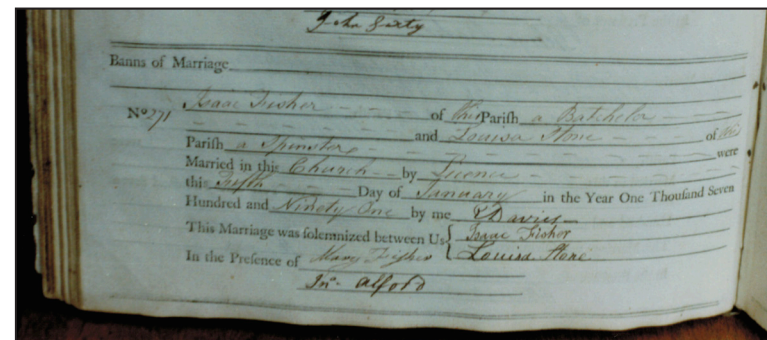 John Sixty
Banns of Marriage
No 271 Isaac Fisher of this Parish a Batchelor
and Louisa Stone of this
Parish a Spinster were
Married in this Church by Licence
this Fifth Day of January in the Year One Thousand Seven
Hundred and Ninety One by me Davies
This Marriage was solemnized between Us Isaac Fisher
Louisa Stone
In the Presence of Mary Fisher
Jno. Alford